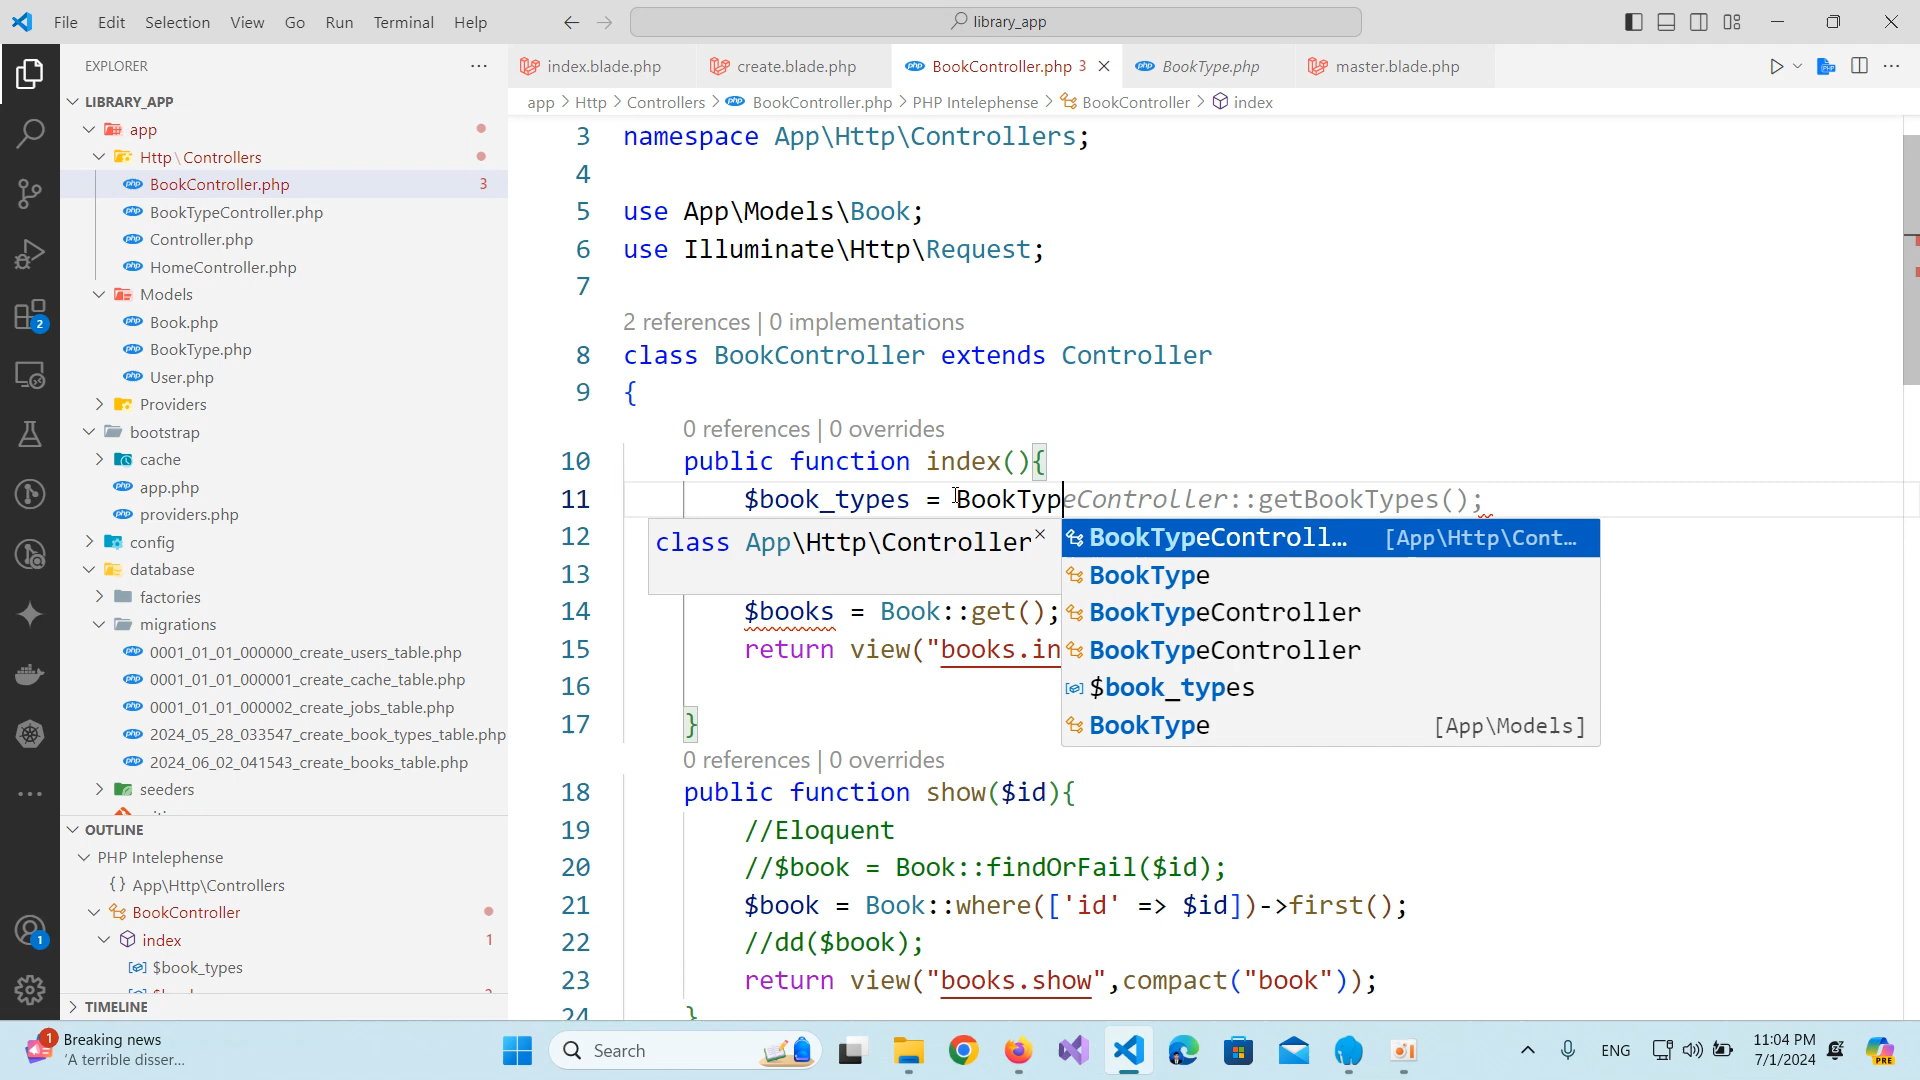 File Edit Selection View Go Run Terminal Help
library_app
EXPLORER
LIBRARY_APP
app
Http \ Controllers
BookController.php 3
BookTypeController.php
Controller.php
HomeController.php
Models
Book.php
BookType.php
User.php
Providers
bootstrap
cache
app.php
providers.php
config
database
factories
migrations
0001_01_01_000000_create_users_table.php
0001_01_01_000001_create_cache_table.php
0001_01_01_000002_create_jobs_table.php
2024_05_28_033547_create_book_types_table.php
2024_06_02_041543_create_books_table.php
seeders
OUTLINE
PHP Intelephense
App\Http\Controllers
BookController
index 1
$book_types
TIMELINE
2
1
index.blade.php create.blade.php BookController.php 3 BookType.php master.blade.php
app > Http > Controllers > BookController.php > PHP Intelephense > BookController > index
3 namespace App\Http\Controllers;
4
5 use App\Models\Book;
6 use Illuminate\Http\Request;
7
2 references | 0 implementations
8 class BookController extends Controller
9 {
0 references | 0 overrides
10 public function index(){
11 $book_types = BookTypeController::getBookTypes();
12
13
14 $books = Book::get();
15 return view("books.in
16
17 }
class App\Http\Controller
BookTypeControll... [App\Http\Cont...
BookType
BookTypeController
BookTypeController
$book_types
BookType [App\Models]
0 references | 0 overrides
18 public function show($id){
19 //Eloquent
20 //$book = Book::findOrFail($id);
21 $book = Book::where(['id' => $id])->first();
22 //dd($book);
23 return view("books.show",compact("book"));
24 }
1
Breaking news
'A terrible disser...
Search
ENG
11:04 PM
7/1/2024
PRE